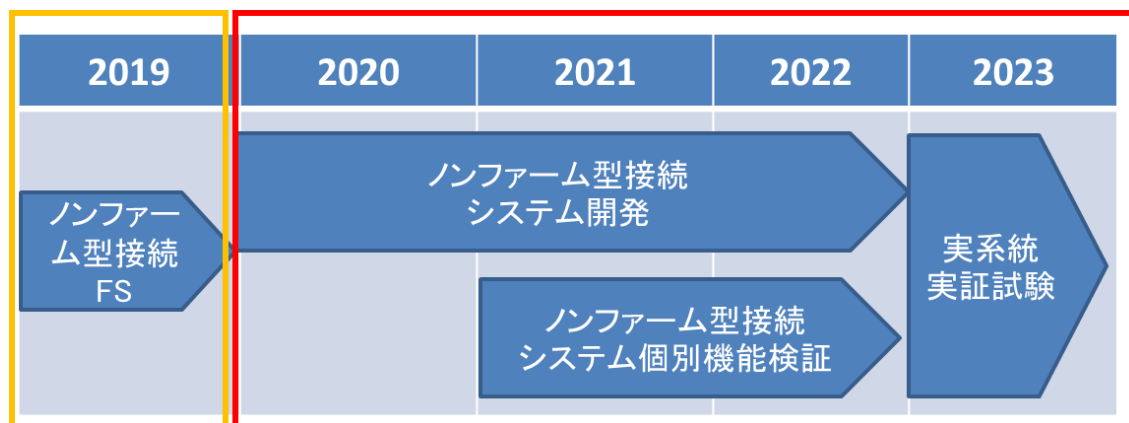 2019 2020 2021 2022 2023
ノンファーム型接続
システム開発
ノンファー
ム型接続
FS
実系統
実証試験
ノンファーム型接続
システム個別機能検証